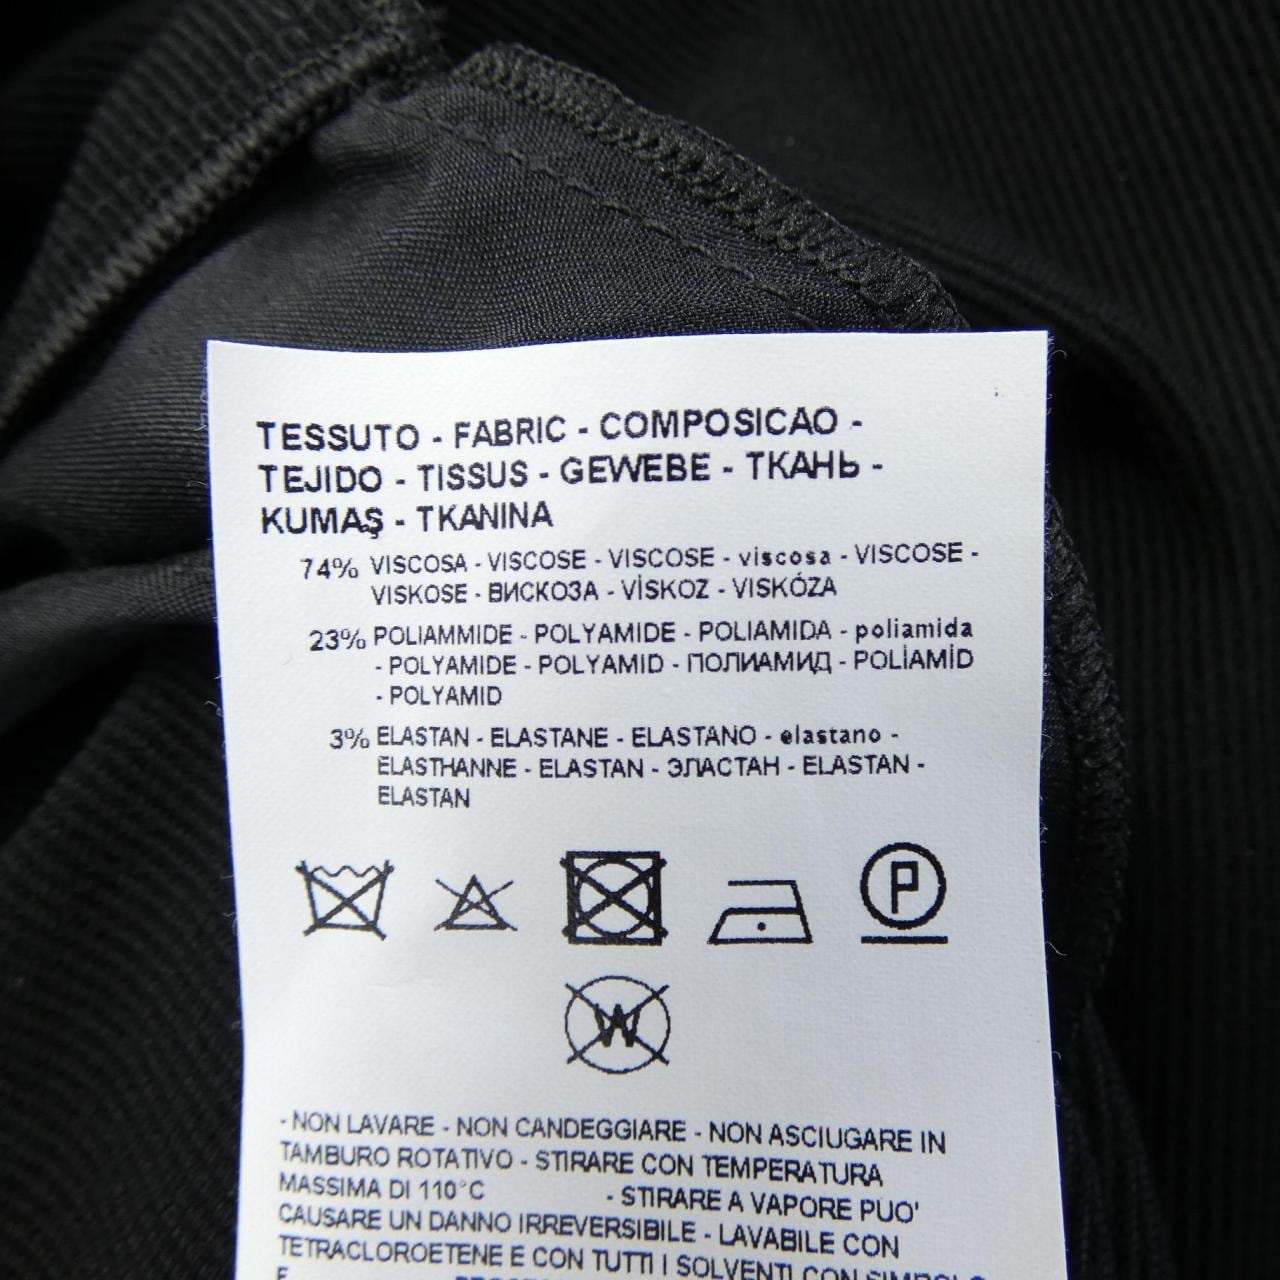 TESSUTO - FABRIC - COMPOSICAO -
TEJIDO - TISSUS - GEWEBE - ТКАНЬ -
KUMAŞ - TKANINA
74% VISCOSA - VISCOSE - VISCOSE - viscosa - VISCOSE -
VISKOSE - ВИСКОЗА - VİSKOZ - VISKÓZA
23% POLIAMMIDE - POLYAMIDE - POLIAMIDA - poliamida
- POLYAMIDE - POLYAMID - ПОЛИАМИД - POLİAMİD
- POLYAMID
3% ELASTAN - ELASTANE - ELASTANO - elastano -
ELASTHANNE - ELASTAN - ЭЛАСТАН - ELASTAN -
ELASTAN
P
W
- NON LAVARE - NON CANDEGGIARE - NON ASCIUGARE IN
TAMBURO ROTATIVO - STIRARE CON TEMPERATURA
MASSIMA DI 110°C - STIRARE A VAPORE PUO'
CAUSARE UN DANNO IRREVERSIBILE - LAVABILE CON
TETRACLOROETENE E CON TUTTI I SOLVENTI CON SIMBOLO